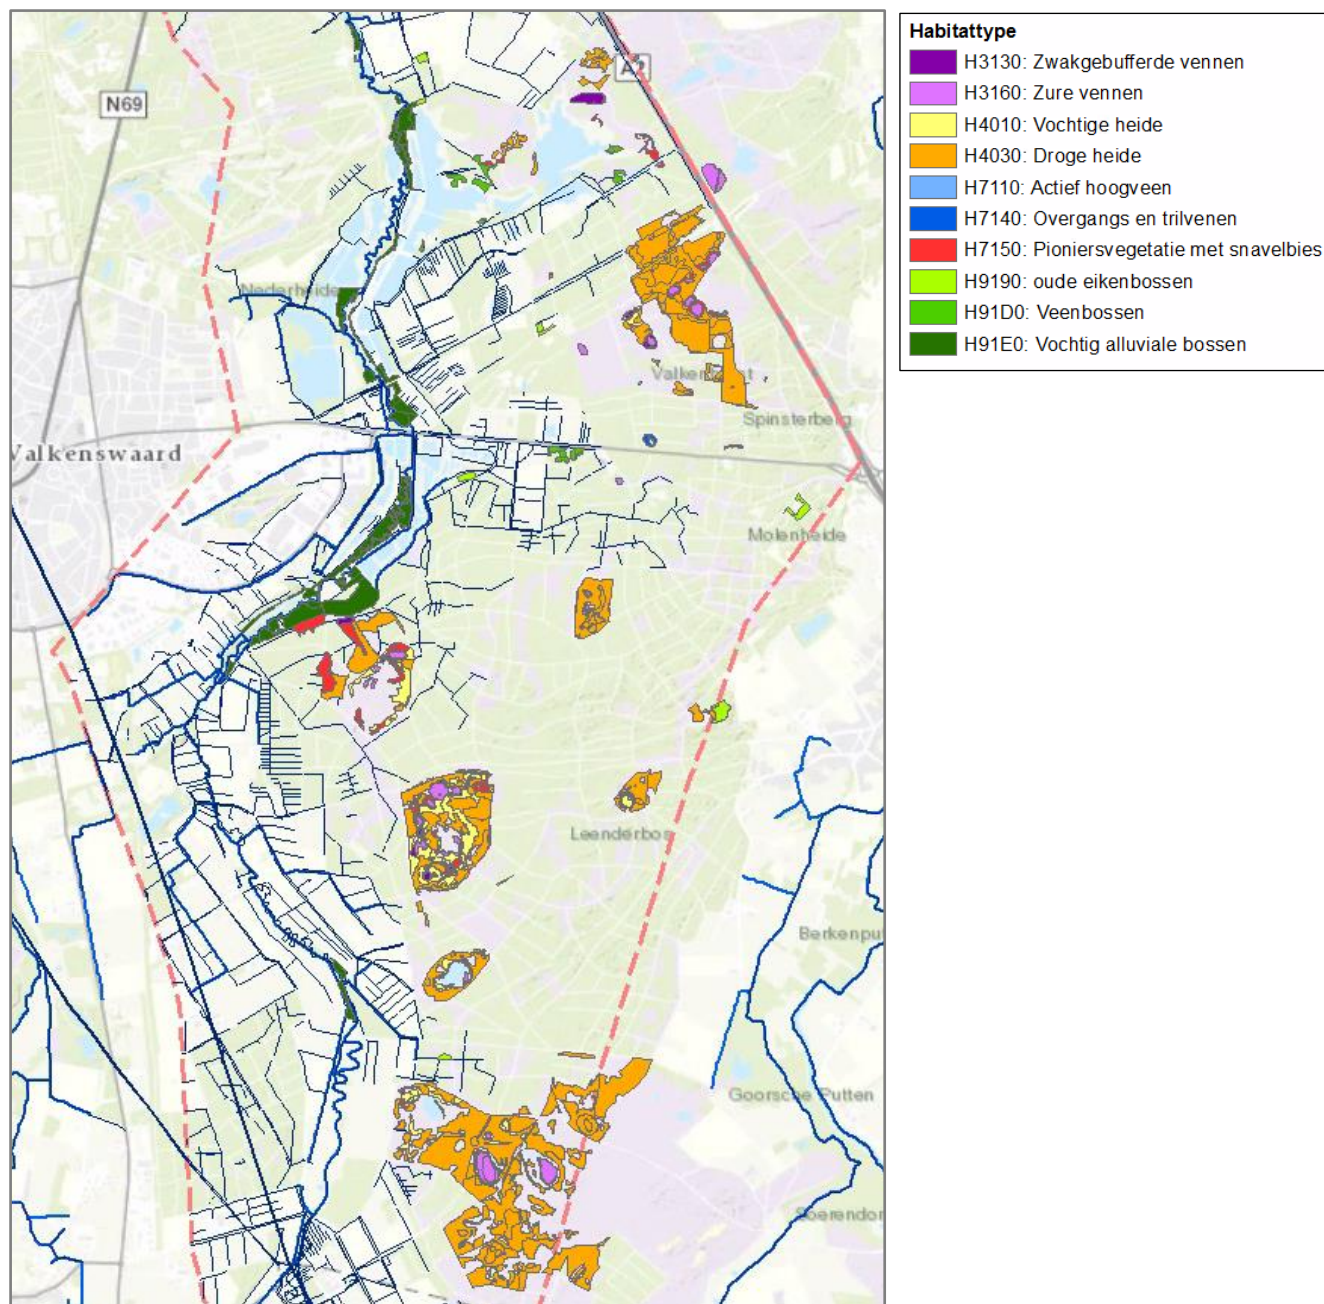 Habitattype
H3130: Zwakgebufferde vennen
H3160: Zure vennen
H4010: Vochtige heide
H4030: Droge heide
H7110: Actief hoogveen
H7140: Overgangs en trilvenen
H7150: Pioniersvegetatie met snavelbies
H9190: oude eikenbossen
H91D0: Veenbossen
H91E0: Vochtig alluviale bossen
N69
Nederheide
Spinsterberg
Valkenswaard
Molenheide
Leenderbos
Berkenput
Goorsche Putten
Soerendon